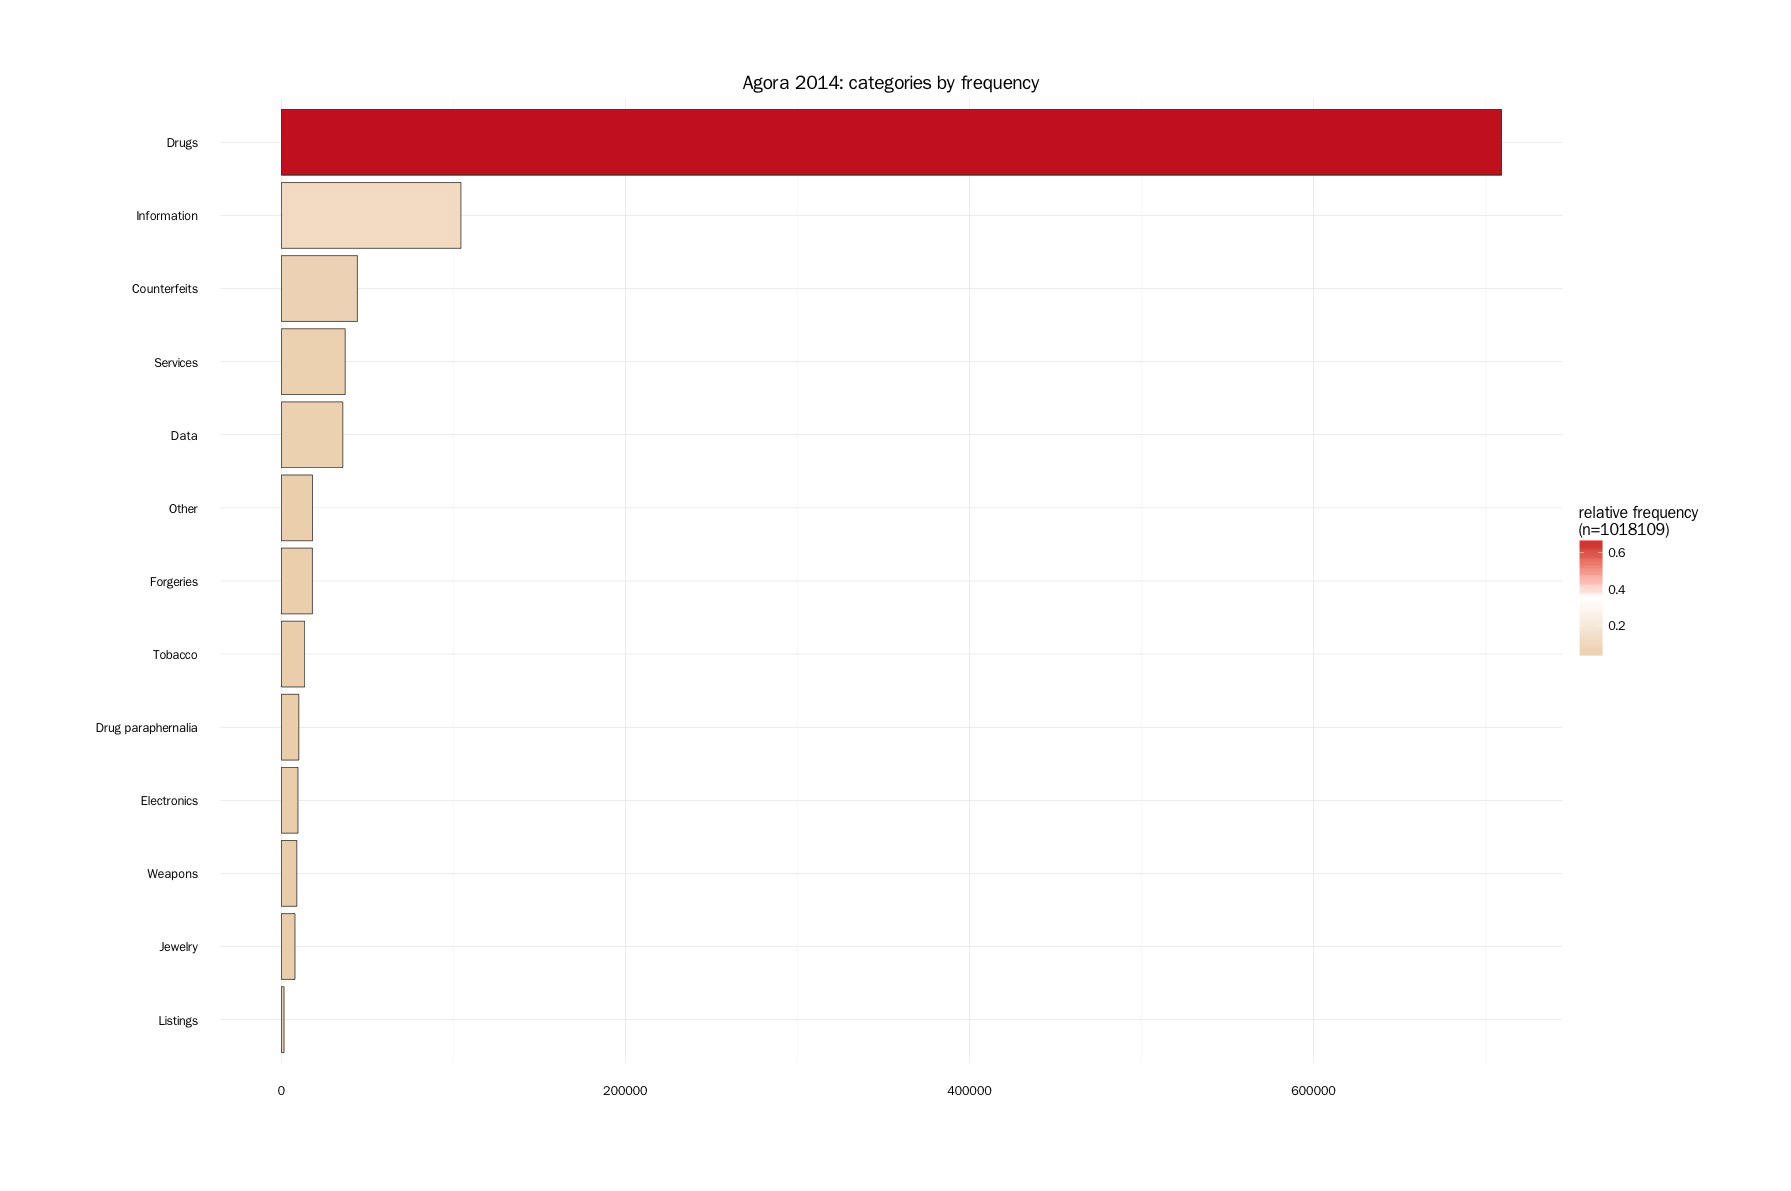 Agora 2014: categories by frequency
Drugs
Information
Counterfeits
Services
Data
Other
Forgeries
Tobacco
Drug paraphernalia
Electronics
Weapons
Jewelry
Listings
0 200000 400000 600000
relative frequency
(n=1018109)
0.6
0.4
0.2